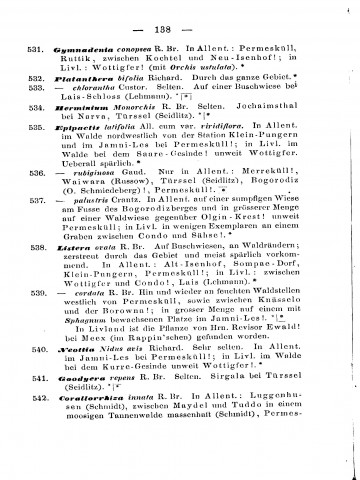 — 138 —
531. Gymnadenia conopsea R. Br. In Allent.: Permesküll,
Ruttik, zwischen Kochtel und Neu-Isenhof!; in
Livl.: Wottigfer! (mit Orchis ustulata). *
532. Platanthera bifolia Richard. Durch das ganze Gebiet. *
533. — chlorantha Custor. Selten. Auf einer Buschwiese bei
Lais-Schloss (Lehmann). *|*|
534. Herminium Monorchis R. Br. Selten. Jochaimsthal
bei Narva, Türssel (Seidlitz). *|*
535. Epipactis latifolia All. cum var. viridiflora. In Allent.
im Walde nordwestlich von der Station Klein-Pungern
und im Jamni-Les bei Permesküll!; in Livl. im
Walde bei dem Saure-Gesinde! unweit Wottigfer.
Ueberall spärlich. *
536. — rubiginosa Gaud. Nur in Allent.: Merreküll,
Waiwara (Russow), Türssel (Seidlitz), Bogorodiz
(O. Schmiedeberg)!, Permesküll! *
537. — palustris Crantz. In Allent. auf einer sumpfigen Wiese
am Fusse des Bogorodizberges und in grösserer Menge
auf einer Waldwiese gegenüber Olgin-Krest! unweit
Permesküll; in Livl. in wenigen Exemplaren an einem
Graben zwischen Condo und Sähse!. *
538. Listera ovata R. Br. Auf Buschwiesen, an Waldrändern;
zerstreut durch das Gebiet und meist spärlich vorkom-
mend. In Allent.: Alt-Isenhof, Sompae-Dorf,
Klein-Pungern, Permesküll!; in Livl.: zwischen
Wottigfer und Condo!, Lais (Lehmann). *
539. — cordata R. Br. Hin und wieder an feuchten Waldstellen
westlich von Permesküll, sowie zwischen Knässelo
und der Borowna!; in grosser Menge auf einem mit
Sphagnum bewachsenen Platze im Jamni-Les!. *|*
In Livland ist die Pflanze von Hrn. Revisor Ewald!
bei Meex (im Rappin'schen) gefunden worden.
540. Neottia Nidus avis Richard. Sehr selten. In Allent.
im Jamni-Les bei Permesküll!; in Livl. im Walde
bei dem Kurre-Gesinde unweit Wottigfer!. *
541. Goodyera repens R. Br. Selten. Sirgala bei Türssel
(Seidlitz). *|*
542. Corallorrhiza innata R. Br. In Allent.: Luggenhu-
sen (Schmidt), zwischen Maydel und Tuddo in einem
moosigen Tannenwalde massenhaft (Schmidt), Permes-